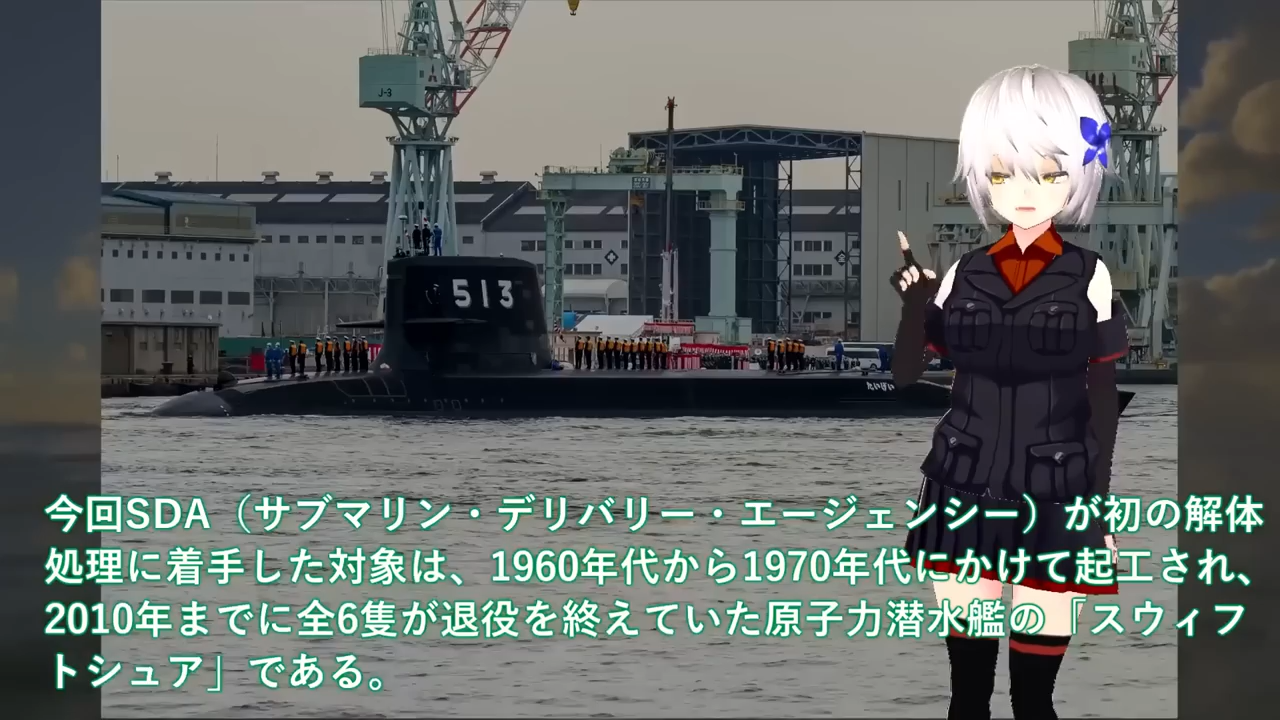 J-3
513
たいげい
今回SDA（サブマリン・デリバリー・エージェンシー）が初の解体
処理に着手した対象は、1960年代から1970年代にかけて起工され、
2010年までに全6隻が退役を終えていた原子力潜水艦の「スウィフ
トシュア」である。